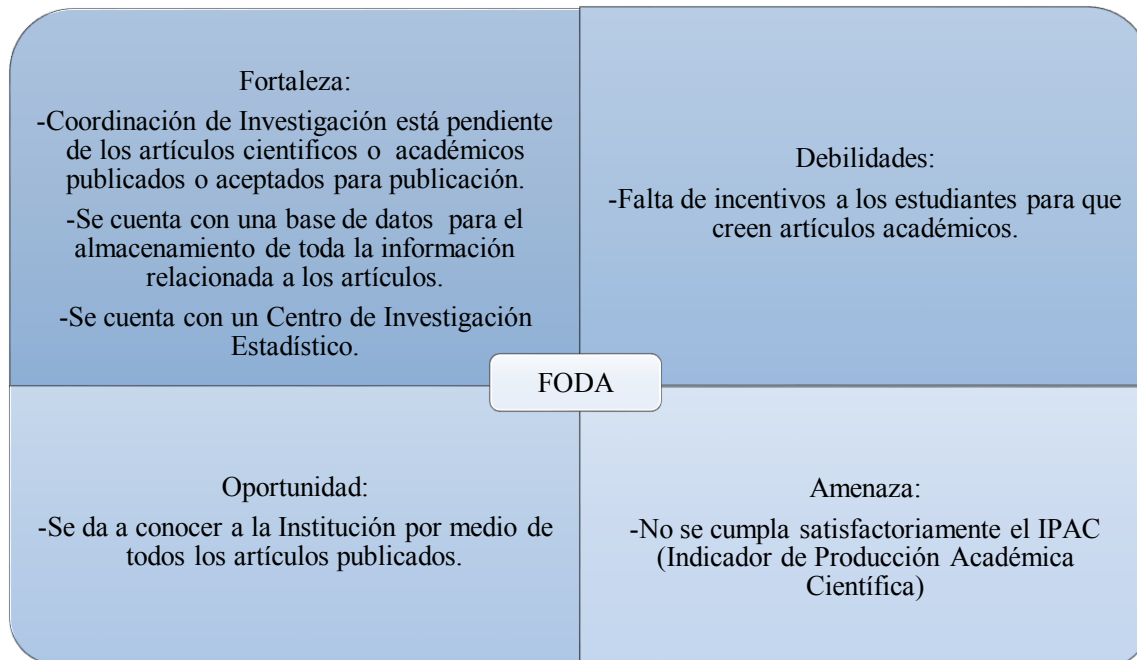 Fortaleza:
-Coordinación de Investigación está pendiente
de los artículos cientificos o académicos
publicados o aceptados para publicación.
-Se cuenta con una base de datos para el
almacenamiento de toda la información
relacionada a los artículos.
-Se cuenta con un Centro de Investigación
Estadístico.
Debilidades:
-Falta de incentivos a los estudiantes para que
creen artículos académicos.
FODA
Oportunidad:
-Se da a conocer a la Institución por medio de
todos los artículos publicados.
Amenaza:
-No se cumpla satisfactoriamente el IPAC
(Indicador de Producción Académica
Científica)